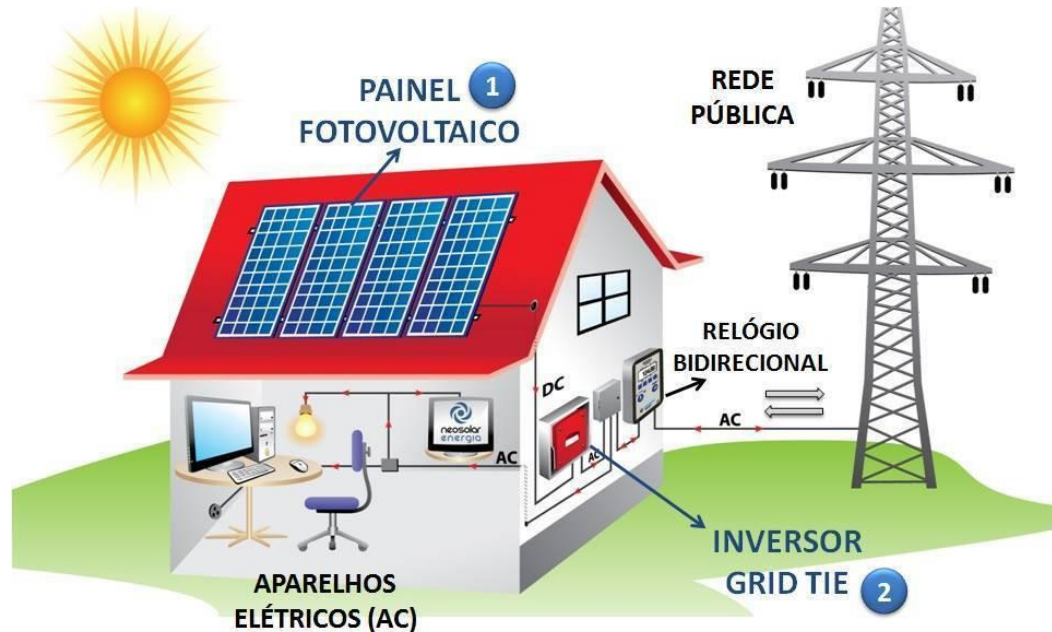 PAINEL 1
FOTOVOLTAICO
REDE
PÚBLICA
RELÓGIO
BIDIRECIONAL
DC
AC
AC
neosolar
energia
AC
INVERSOR
GRID TIE 2
APARELHOS
ELÉTRICOS (AC)